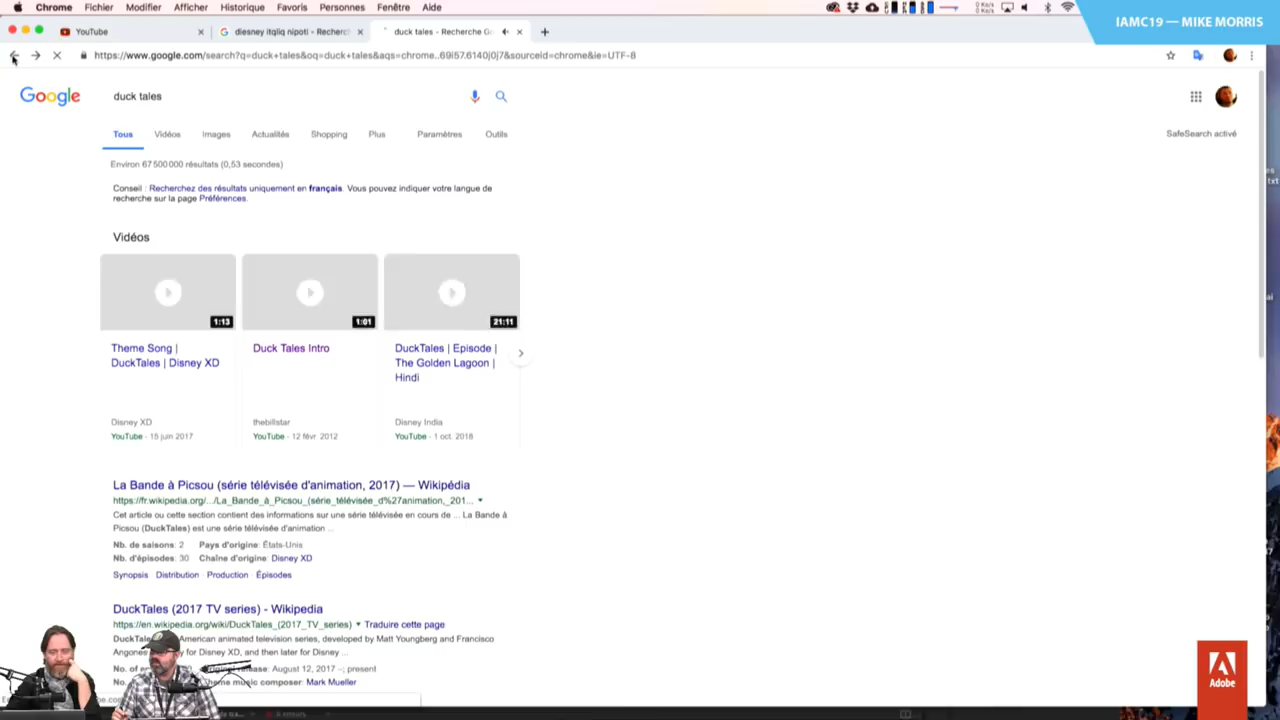 Chrome Fichier Modifier Afficher Historique Favoris Personnes Fenêtre Aide
IAMC19 — MIKE MORRIS
YouTube
diesney itqliq nipoti - Recherc
duck tales - Recherche Go
https://www.google.com/search?q=duck+tales&oq=duck+tales&aqs=chrome..69i57.6140j0j7&sourceid=chrome&ie=UTF-8
Google
duck tales
Tous Vidéos Images Actualités Shopping Plus Paramètres Outils
SafeSearch activé
Environ 67 500 000 résultats (0,53 secondes)
Conseil : Recherchez des résultats uniquement en français. Vous pouvez indiquer votre langue de
recherche sur la page Préférences.
Vidéos
1:13
1:01
21:11
Theme Song |
DuckTales | Disney XD
Duck Tales Intro
DuckTales | Episode |
The Golden Lagoon |
Hindi
Disney XD
YouTube - 15 juin 2017
thebillstar
YouTube - 12 févr. 2012
Disney India
YouTube - 1 oct. 2018
La Bande à Picsou (série télévisée d'animation, 2017) — Wikipédia
https://fr.wikipedia.org/.../La_Bande_à_Picsou_(série_télévisée_d%27animation,_201...
Cet article ou cette section contient des informations sur une série télévisée en cours de ... La Bande à
Picsou (DuckTales) est une série télévisée d'animation ...
Nb. de saisons: 2 Pays d'origine: États-Unis
Nb. d'épisodes: 30 Chaîne d'origine: Disney XD
Synopsis Distribution Production Épisodes
DuckTales (2017 TV series) - Wikipedia
https://en.wikipedia.org/wiki/DuckTales_(2017_TV_series) Traduire cette page
American animated television series, developed by Matt Youngberg and Francisco
for Disney XD, and then later for Disney ...
No. of release: August 12, 2017 –; present
No. music composer: Mark Mueller
Adobe